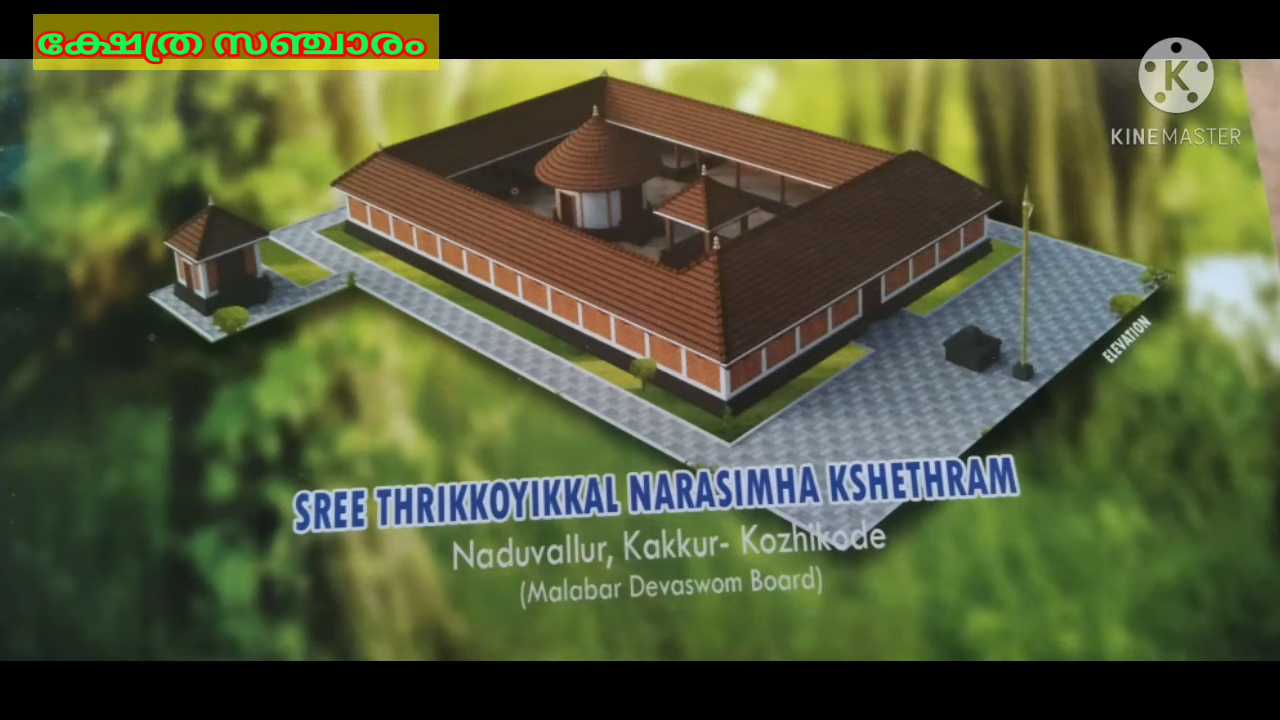 ക്ഷേത്ര സഞ്ചാരം
K
KINEMASTER
ELEVATION
SREE THRIKKOYIKKAL NARASIMHA KSHETHRAM
Naduvallur, Kakkur- Kozhikode
(Malabar Devaswom Board)